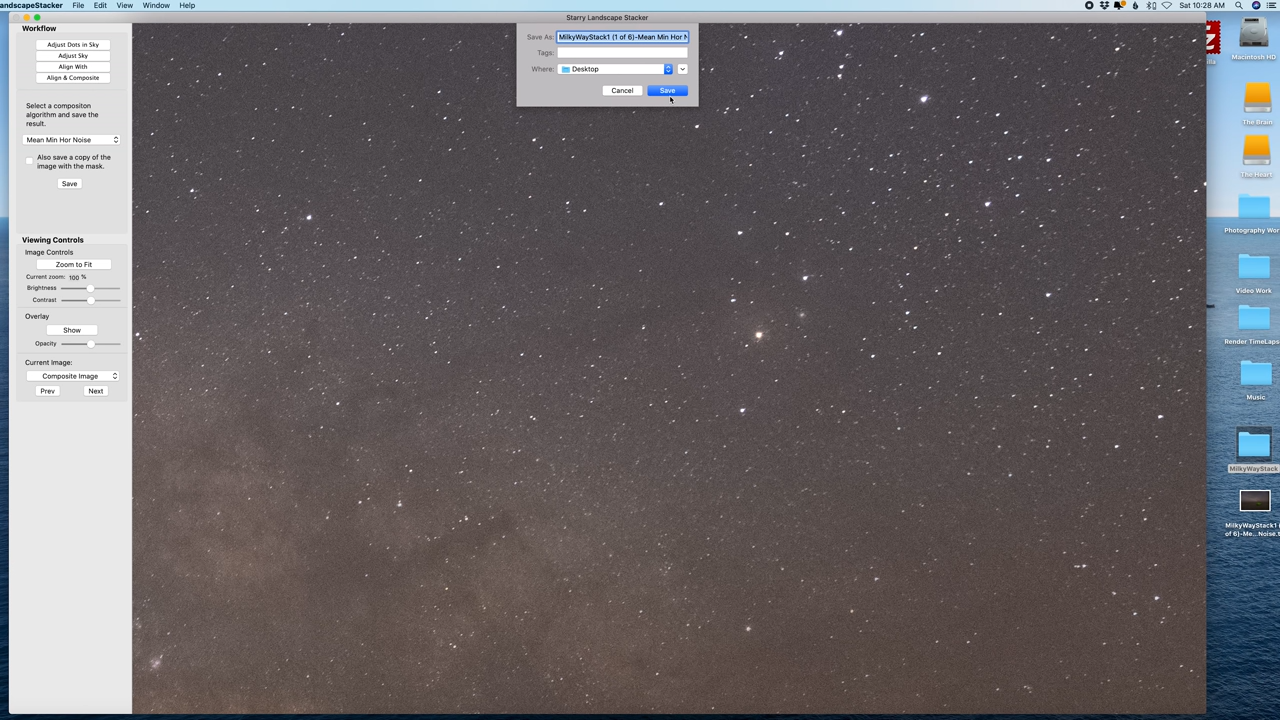 File Edit View Window Help
Sat 10:28 AM
Starry Landscape Stacker
Workflow
Adjust Dots in Sky
Adjust Sky
Align With
Align & Composite
Select a compositon
algorithm and save the
result.
Mean Min Hor Noise
Also save a copy of the
image with the mask.
Save
Viewing Controls
Image Controls
Zoom to Fit
Current zoom: 100 %
Brightness
Contrast
Overlay
Show
Opacity
Current Image:
Composite Image
Prev Next
Save As: MilkyWayStack1 (1 of 6)-Mean Min Hor
Tags:
Where: Desktop
Cancel Save
Macintosh HD
The Brain
The Heart
Photography Wor
Video Work
Render TimeLaps
Music
MilkyWayStack
MilkyWayStack1 (
of 6)-Me...Noise.t